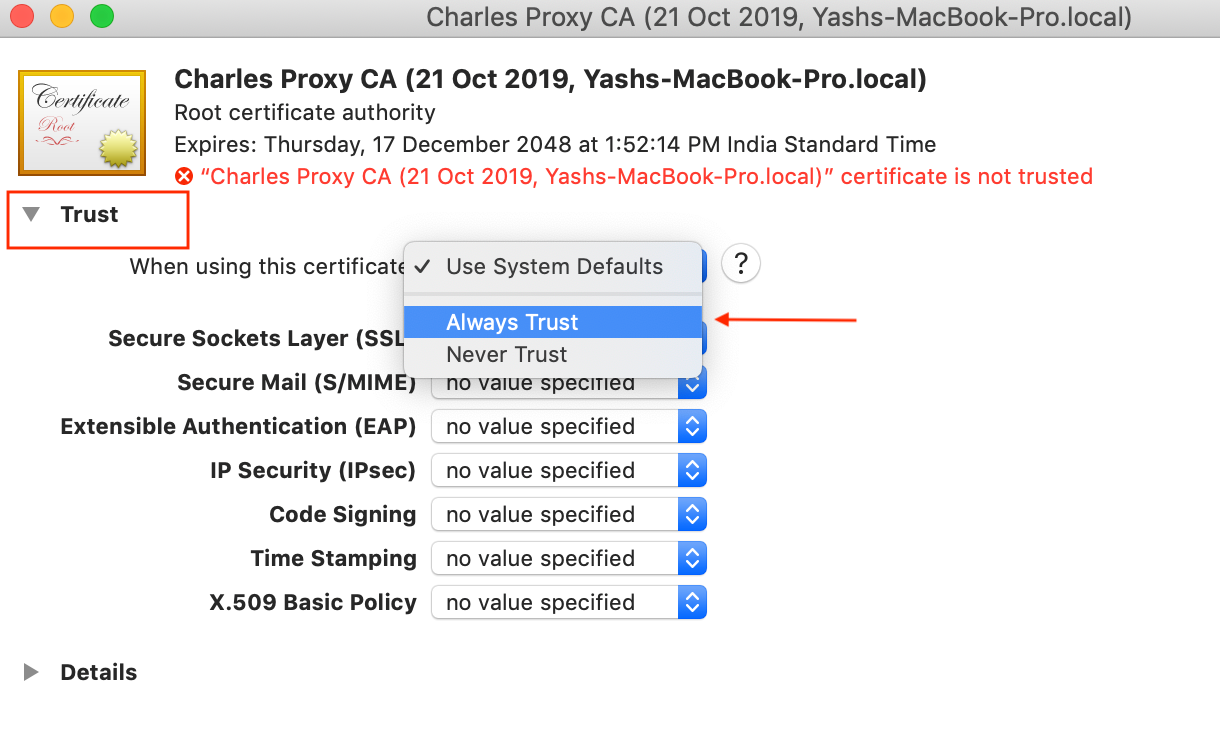 Charles Proxy CA (21 Oct 2019, Yashs-MacBook-Pro.local)
Certificate
Root
Charles Proxy CA (21 Oct 2019, Yashs-MacBook-Pro.local)
Root certificate authority
Expires: Thursday, 17 December 2048 at 1:52:14 PM India Standard Time
“Charles Proxy CA (21 Oct 2019, Yashs-MacBook-Pro.local)” certificate is not trusted
Trust
When using this certificate
✓ Use System Defaults
?
Always Trust
Never Trust
Secure Sockets Layer (SSL
Secure Mail (S/MIME) no value specified
Extensible Authentication (EAP) no value specified
IP Security (IPsec) no value specified
Code Signing no value specified
Time Stamping no value specified
X.509 Basic Policy no value specified
Details